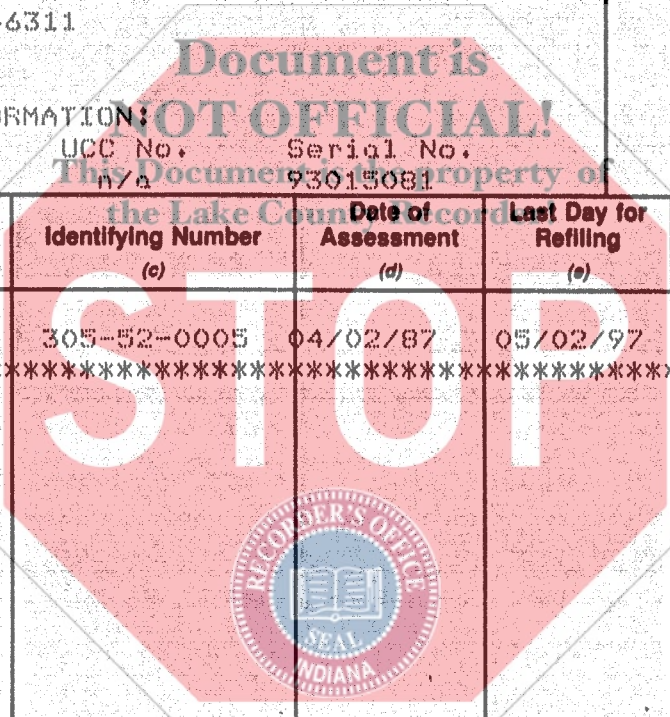 -6311
Document is
NOT OFFICIAL!
RMATION:
UCC No. Serial No.
This Document is the property of
n/a 93015081
the Lake County Recorder!
Identifying Number
(c)
Date of
Assessment
(d)
Last Day for
Refiling
(e)
305-52-0005 04/02/87 05/02/97
****************************************
STOP
RECORDER'S OFFICE
SEAL
INDIANA